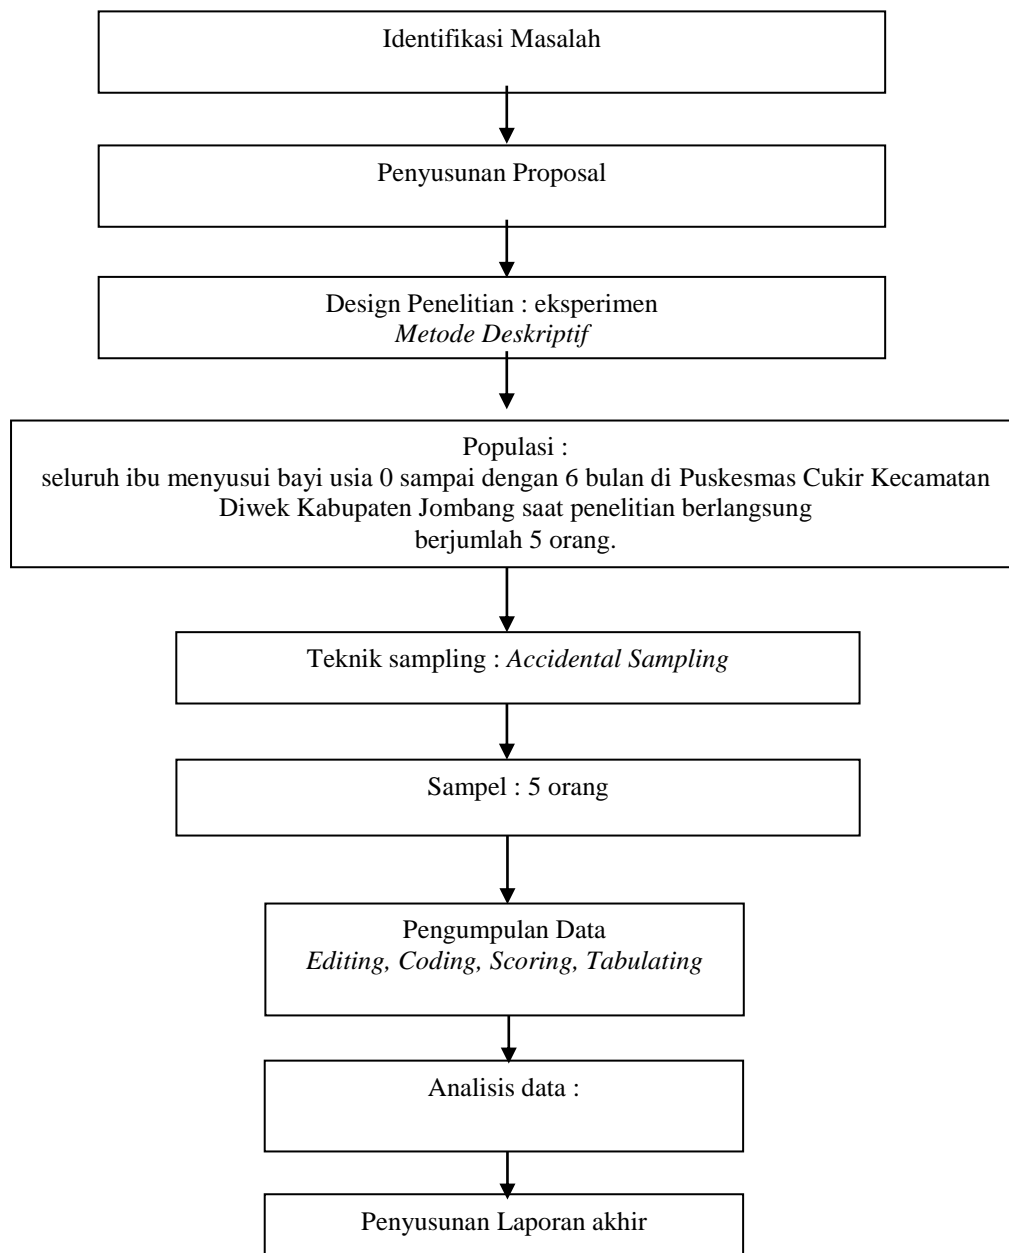 Identifikasi Masalah
Penyusunan Proposal
Design Penelitian : eksperimen
Metode Deskriptif
Populasi :
seluruh ibu menyusui bayi usia 0 sampai dengan 6 bulan di Puskesmas Cukir Kecamatan
Diwek Kabupaten Jombang saat penelitian berlangsung
berjumlah 5 orang.
Teknik sampling : Accidental Sampling
Sampel : 5 orang
Pengumpulan Data
Editing, Coding, Scoring, Tabulating
Analisis data :
Penyusunan Laporan akhir